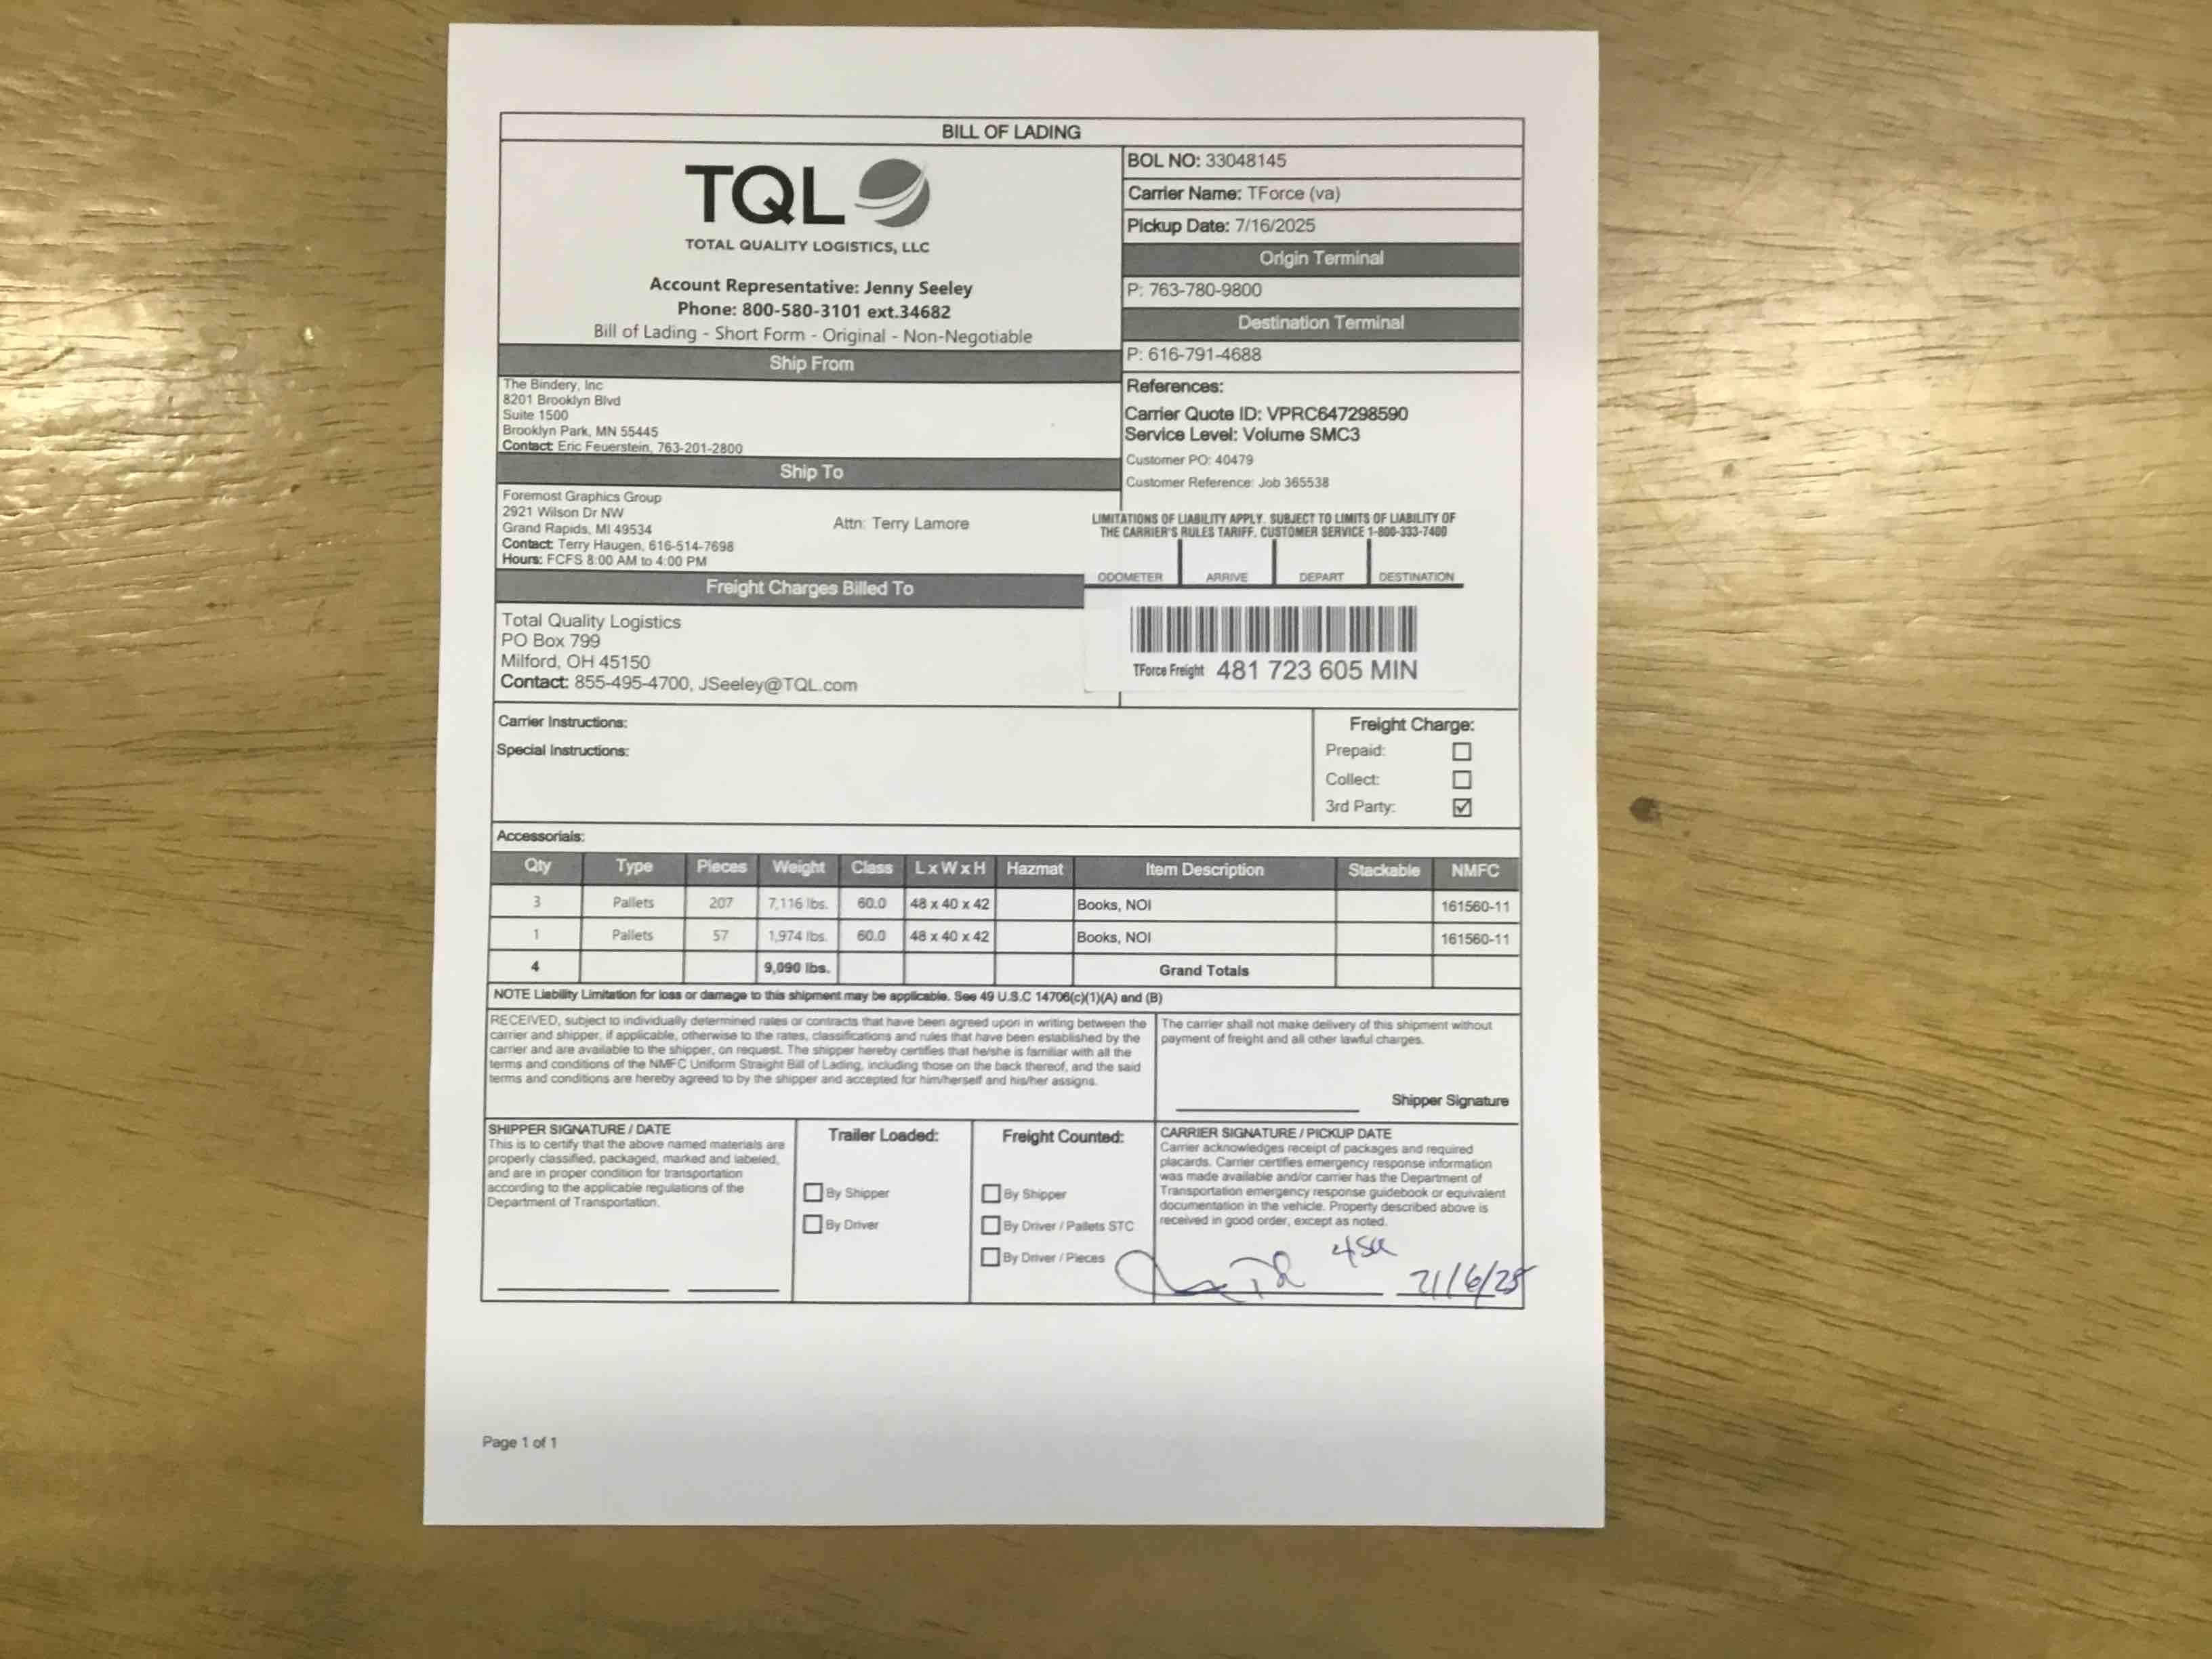 BILL OF LADING
TQL
TOTAL QUALITY LOGISTICS, LLC
Account Representative: Jenny Seeley
Phone: 800-580-3101 ext.34682
Bill of Lading - Short Form - Original - Non-Negotiable
BOL NO: 33048145
Carrier Name: TForce (va)
Pickup Date: 7/16/2025
Origin Terminal
P: 763-780-9800
Destination Terminal
P: 616-791-4688
Ship From
The Bindery, Inc
8201 Brooklyn Blvd
Suite 1500
Brooklyn Park, MN 55445
Contact: Eric Feuerstein, 763-201-2800
Ship To
Foremost Graphics Group
2921 Wilson Dr NW
Grand Rapids, MI 49534
Contact: Terry Haugen, 616-514-7698
Hours: FCFS 8:00 AM to 4:00 PM
Attn: Terry Lamore
References:
Carrier Quote ID: VPRC647298590
Service Level: Volume SMC3
Customer PO: 40479
Customer Reference: Job 365538
LIMITATIONS OF LIABILITY APPLY. SUBJECT TO LIMITS OF LIABILITY OF
THE CARRIER'S RULES TARIFF. CUSTOMER SERVICE 1-800-333-7400
ODOMETER ARRIVE DEPART DESTINATION
TForce Freight 481 723 605 MIN
Freight Charges Billed To
Total Quality Logistics
PO Box 799
Milford, OH 45150
Contact: 855-495-4700, JSeeley@TQL.com
Carrier Instructions:
Special Instructions:
Freight Charge:
Prepaid:
Collect:
3rd Party:
Accessorials:
Qty Type Pieces Weight Class L x W x H Hazmat Item Description Stackable NMFC
3 Pallets 207 7,116 lbs. 60.0 48 x 40 x 42 Books, NOI 161560-11
1 Pallets 57 1,974 lbs. 60.0 48 x 40 x 42 Books, NOI 161560-11
4 9,090 lbs. Grand Totals
NOTE Liability Limitation for loss or damage to this shipment may be applicable. See 49 U.S.C 14706(c)(1)(A) and (B)
RECEIVED, subject to individually determined rates or contracts that have been agreed upon in writing between the
carrier and shipper, if applicable, otherwise to the rates, classifications and rules that have been established by the
carrier and are available to the shipper, on request. The shipper hereby certifies that he/she is familiar with all the
terms and conditions of the NMFC Uniform Straight Bill of Lading, including those on the back thereof, and the said
terms and conditions are hereby agreed to by the shipper and accepted for him/herself and his/her assigns.
The carrier shall not make delivery of this shipment without
payment of freight and all other lawful charges.
Shipper Signature
SHIPPER SIGNATURE / DATE
This is to certify that the above named materials are
properly classified, packaged, marked and labeled,
and are in proper condition for transportation
according to the applicable regulations of the
Department of Transportation.
Trailer Loaded:
By Shipper
By Driver
Freight Counted:
By Shipper
By Driver / Pallets STC
By Driver / Pieces
CARRIER SIGNATURE / PICKUP DATE
Carrier acknowledges receipt of packages and required
placards. Carrier certifies emergency response information
was made available and/or carrier has the Department of
Transportation emergency response guidebook or equivalent
documentation in the vehicle. Property described above is
received in good order, except as noted.
Page 1 of 1